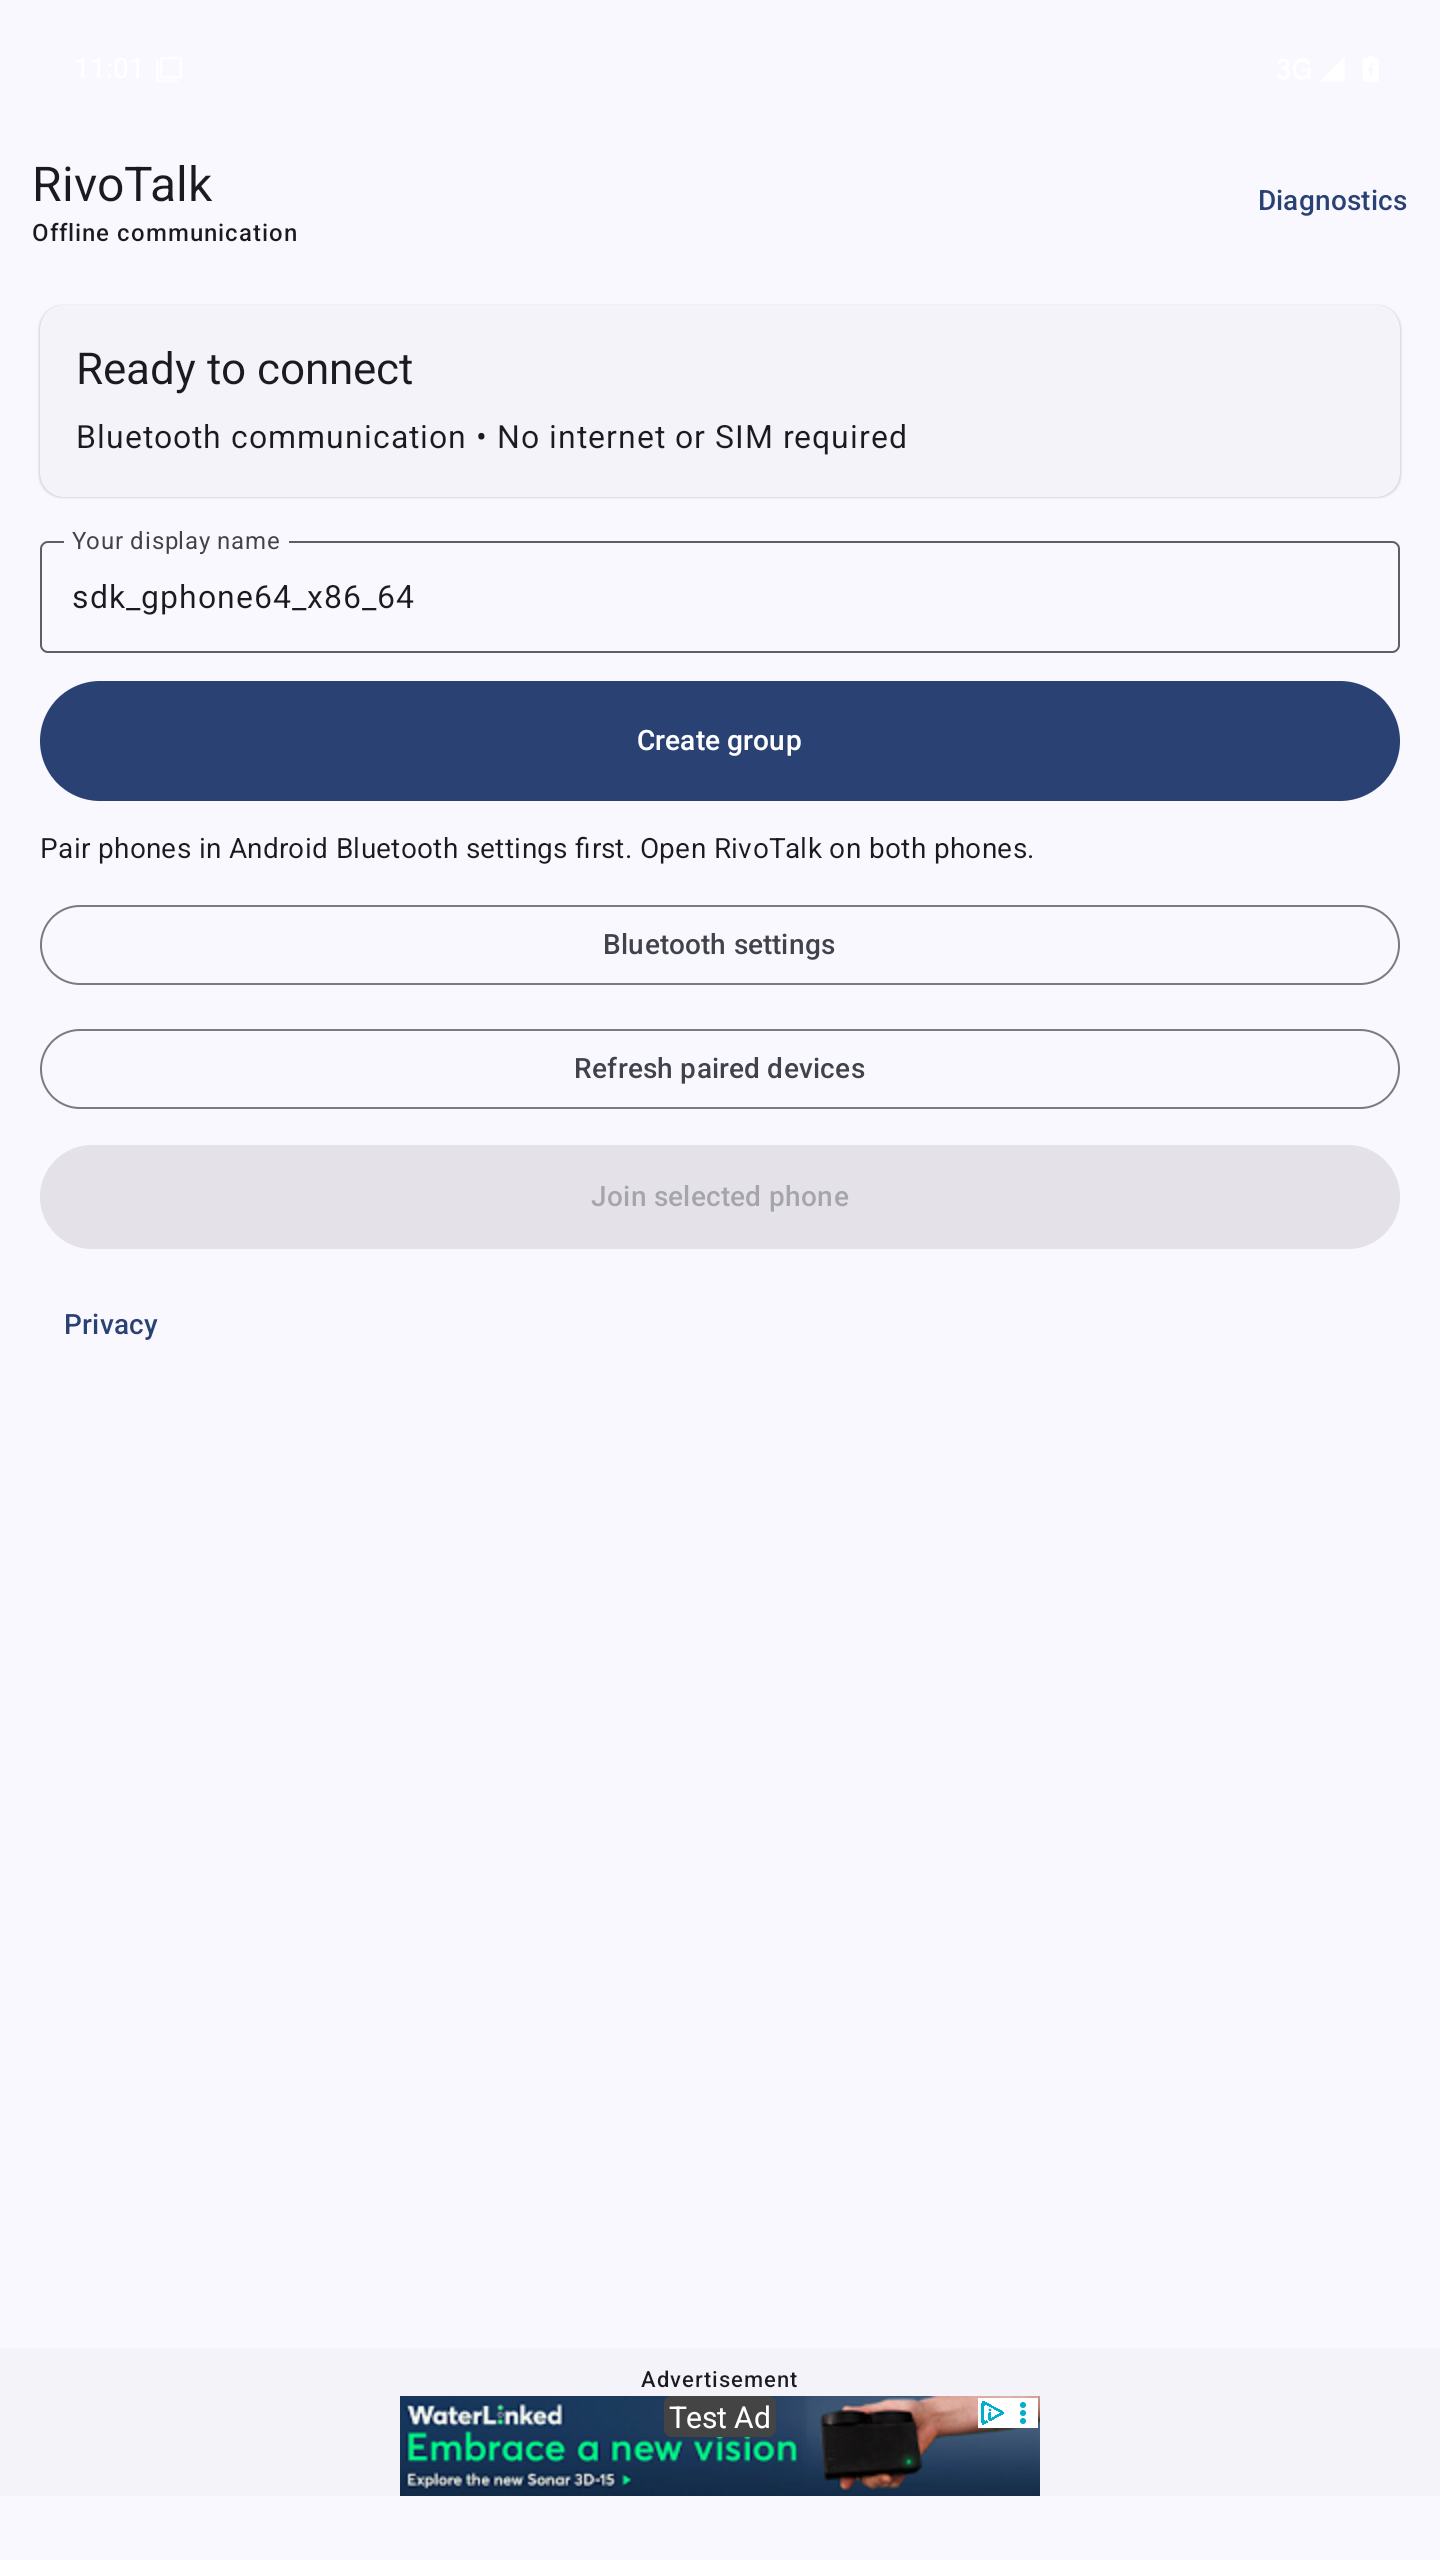 11:01
3G
RivoTalk
Offline communication
Diagnostics
Ready to connect
Bluetooth communication • No internet or SIM required
Your display name
sdk_gphone64_x86_64
Create group
Pair phones in Android Bluetooth settings first. Open RivoTalk on both phones.
Bluetooth settings
Refresh paired devices
Join selected phone
Privacy
Advertisement
WaterLinked
Test Ad
Embrace a new vision
Explore the new Sonar 3D-15